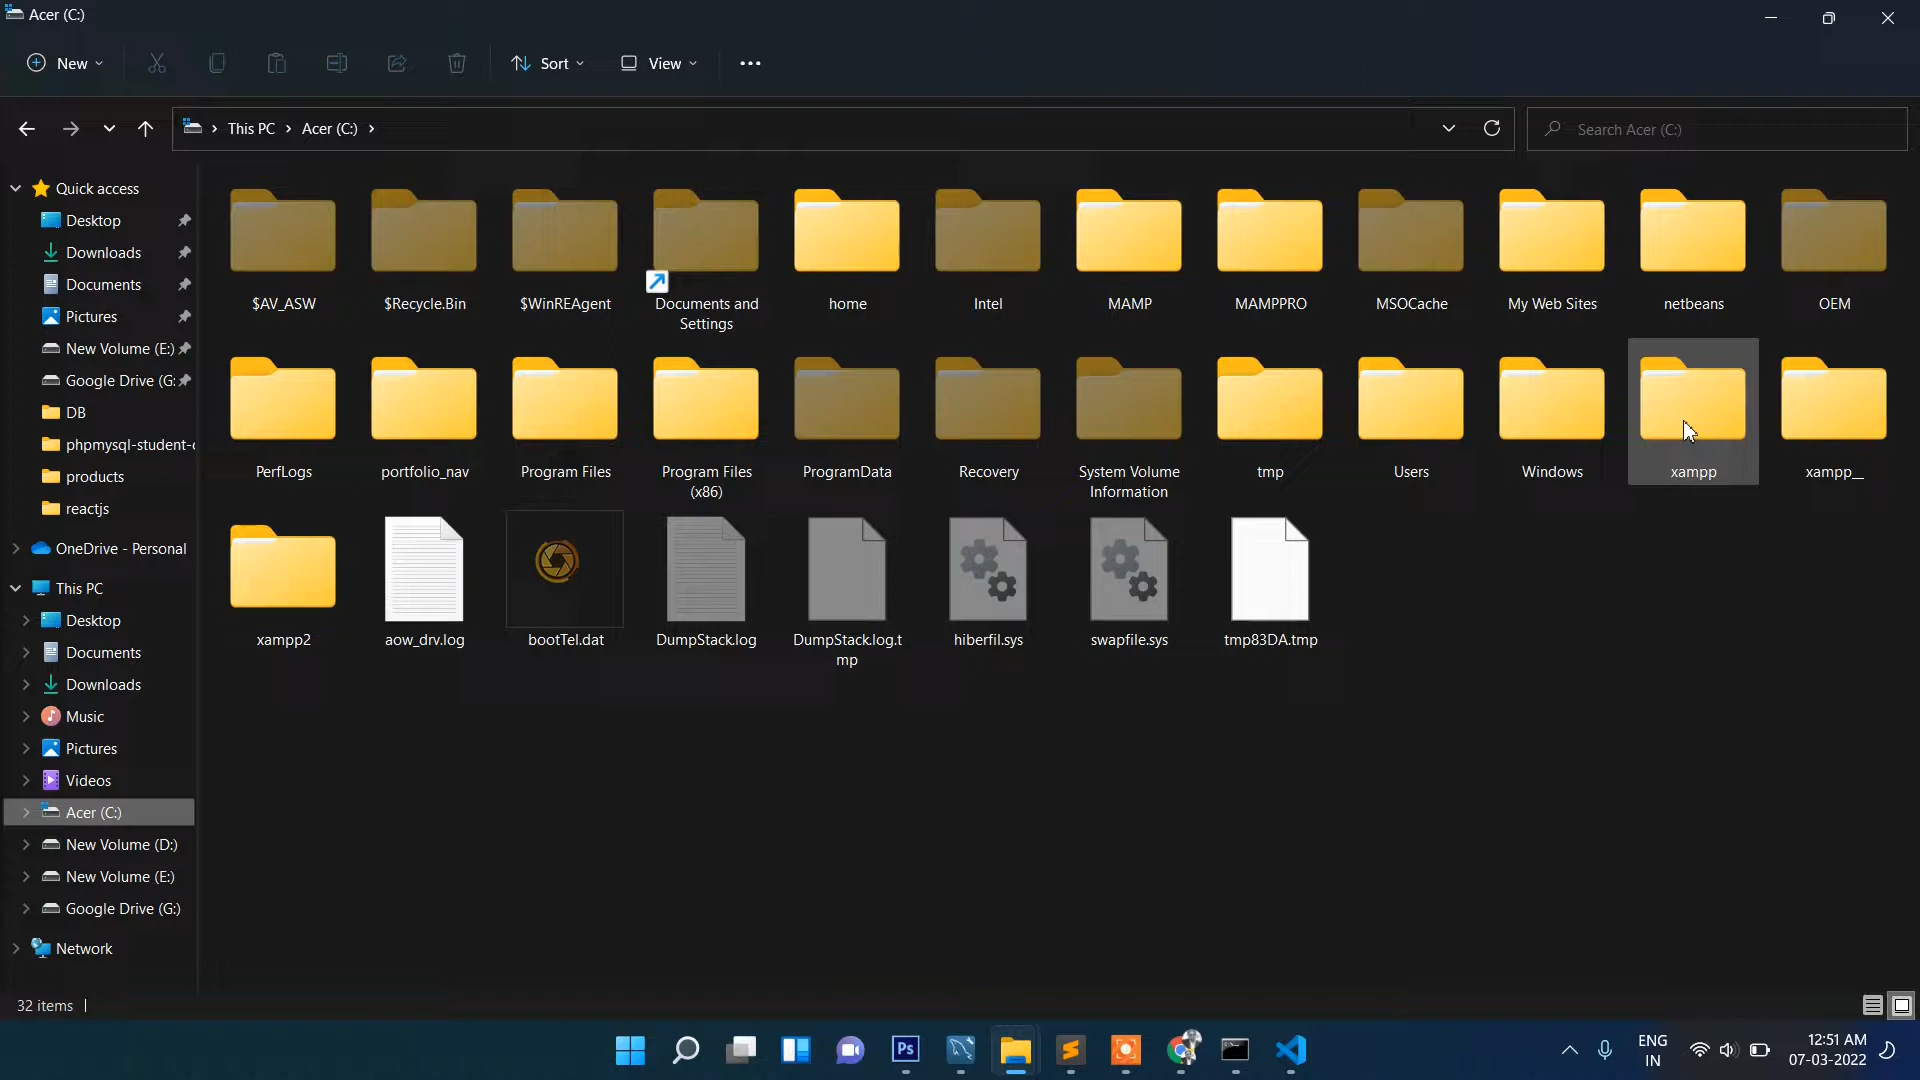 Acer (C:)
New
Sort
View
This PC
Acer (C:)
Search Acer (C:)
Quick access
Desktop
Downloads
Documents
Pictures
New Volume (E:)
Google Drive (G:
DB
phpmysql-student-
products
reactjs
OneDrive - Personal
This PC
Desktop
Documents
Downloads
Music
Pictures
Videos
Acer (C:)
New Volume (D:)
New Volume (E:)
Google Drive (G:)
Network
$AV_ASW
$Recycle.Bin
$WinREAgent
Documents and
Settings
home
Intel
MAMP
MAMPPRO
MSOCache
My Web Sites
netbeans
OEM
PerfLogs
portfolio_nav
Program Files
Program Files
(x86)
ProgramData
Recovery
System Volume
Information
tmp
Users
Windows
xampp
xampp__
xampp2
aow_drv.log
bootTel.dat
DumpStack.log
DumpStack.log.t
mp
hiberfil.sys
swapfile.sys
tmp83DA.tmp
32 items
Ps
ENG
IN
12:51 AM
07-03-2022